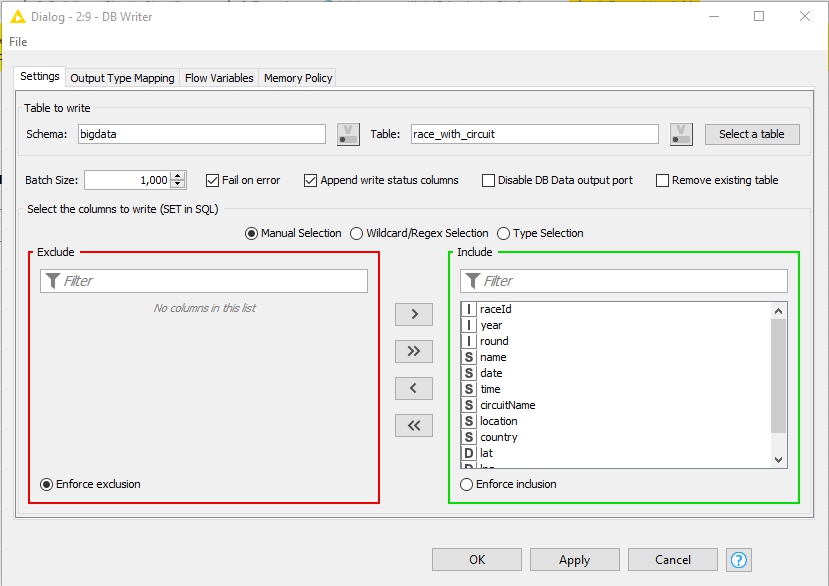 Dialog - 2:9 - DB Writer
File
Settings Output Type Mapping Flow Variables Memory Policy
Table to write
Schema: bigdata V Table: race_with_circuit V Select a table
Batch Size: 1,000 Fail on error Append write status columns Disable DB Data output port Remove existing table
Select the columns to write (SET in SQL)
Manual Selection Wildcard/Regex Selection Type Selection
Exclude Include
Filter Filter
No columns in this list
>
>>
<
<<
I raceId
I year
I round
S name
S date
S time
S circuitName
S location
S country
D lat
Enforce exclusion Enforce inclusion
OK Apply Cancel ?